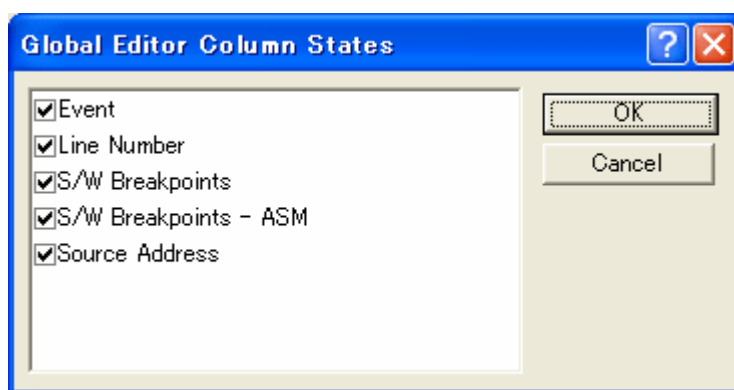 Global Editor Column States
Event
Line Number
S/W Breakpoints
S/W Breakpoints - ASM
Source Address
OK
Cancel